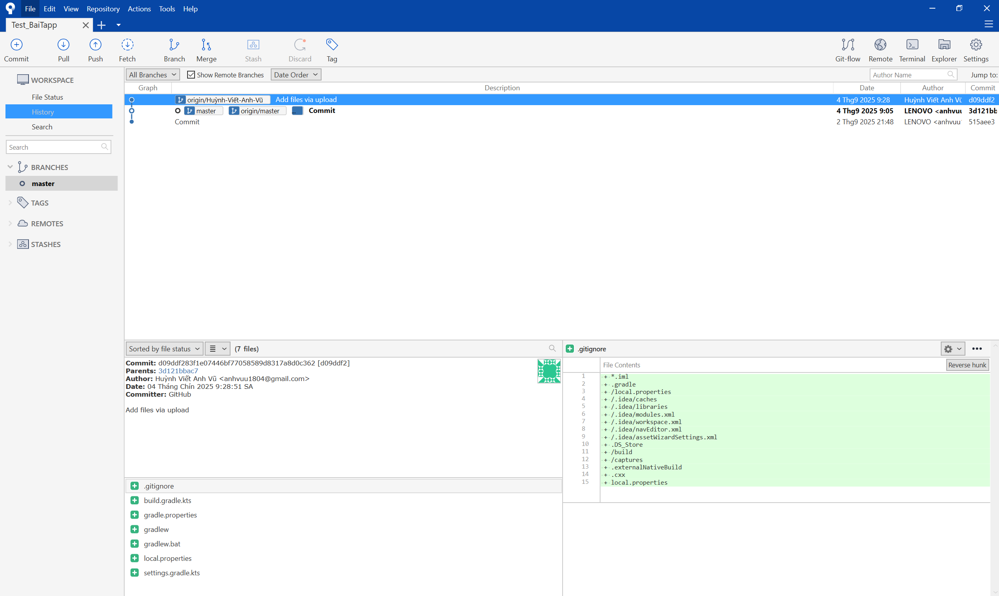 File Edit View Repository Actions Tools Help
Test_BaiTapp
Commit Pull Push Fetch Branch Merge Stash Discard Tag Git-flow Remote Terminal Explorer Settings
WORKSPACE
File Status
History
Search
Search
BRANCHES
master
TAGS
REMOTES
STASHES
All Branches Show Remote Branches Date Order Author Name Jump to:
Graph Description Date Author Commit
origin/Huỳnh-Viết-Anh-Vũ Add files via upload 4 Thg9 2025 9:28 Huỳnh Viết Anh Vũ d09ddf2
master origin/master ... Commit 4 Thg9 2025 9:05 LENOVO <anhvuu 3d121bb
Commit 2 Thg9 2025 21:48 LENOVO <anhvuu 515aee3
Sorted by file status (7 files)
Commit: d09ddf283f1e07446bf77058589d8317a8d0c362 [d09ddf2]
Parents: 3d121bbac7
Author: Huỳnh Viết Anh Vũ <anhvuu1804@gmail.com>
Date: 04 Tháng Chín 2025 9:28:51 SA
Committer: GitHub
Add files via upload
.gitignore
build.gradle.kts
gradle.properties
gradlew
gradlew.bat
local.properties
settings.gradle.kts
.gitignore
File Contents Reverse hunk
1 + *.iml
2 + .gradle
3 + /local.properties
4 + /.idea/caches
5 + /.idea/libraries
6 + /.idea/modules.xml
7 + /.idea/workspace.xml
8 + /.idea/navEditor.xml
9 + /.idea/assetWizardSettings.xml
10 + .DS_Store
11 + /build
12 + /captures
13 + .externalNativeBuild
14 + .cxx
15 + local.properties